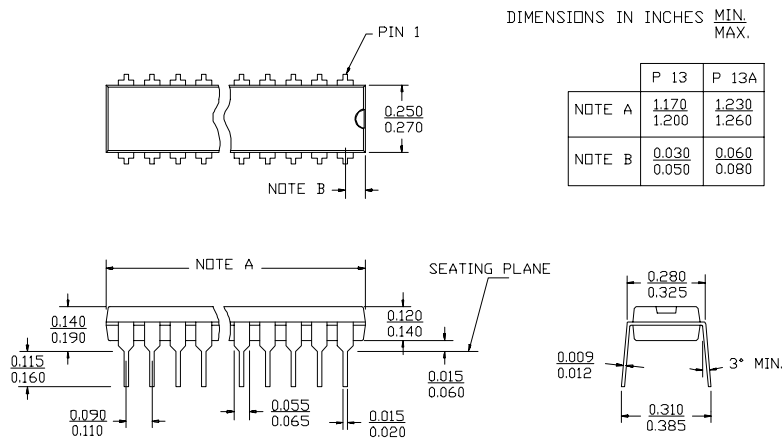 DIMENSIONS IN INCHES MIN.
MAX.
PIN 1
P 13 P 13A
NOTE A 1.170 1.230
1.200 1.260
NOTE B 0.030 0.060
0.050 0.080
0.250
0.270
NOTE B
NOTE A
SEATING PLANE
0.280
0.325
0.140
0.190
0.120
0.140
0.115
0.160
0.015
0.060
0.009
0.012
3° MIN.
0.090
0.110
0.055
0.065
0.015
0.020
0.310
0.385